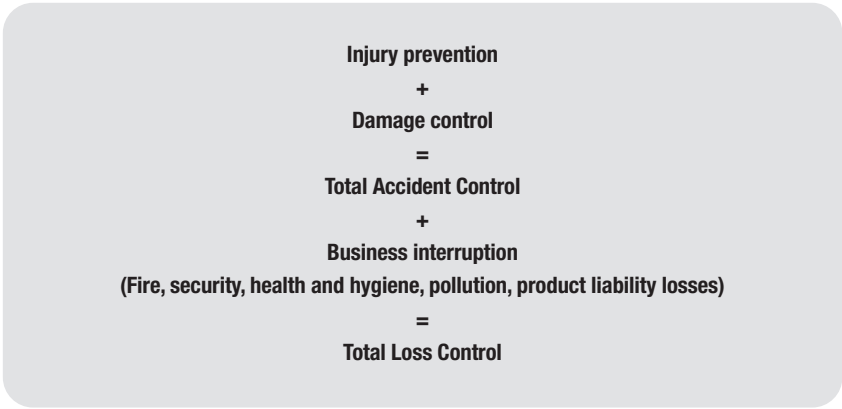 Injury prevention
+
Damage control
=
Total Accident Control
+
Business interruption
(Fire, security, health and hygiene, pollution, product liability losses)
=
Total Loss Control